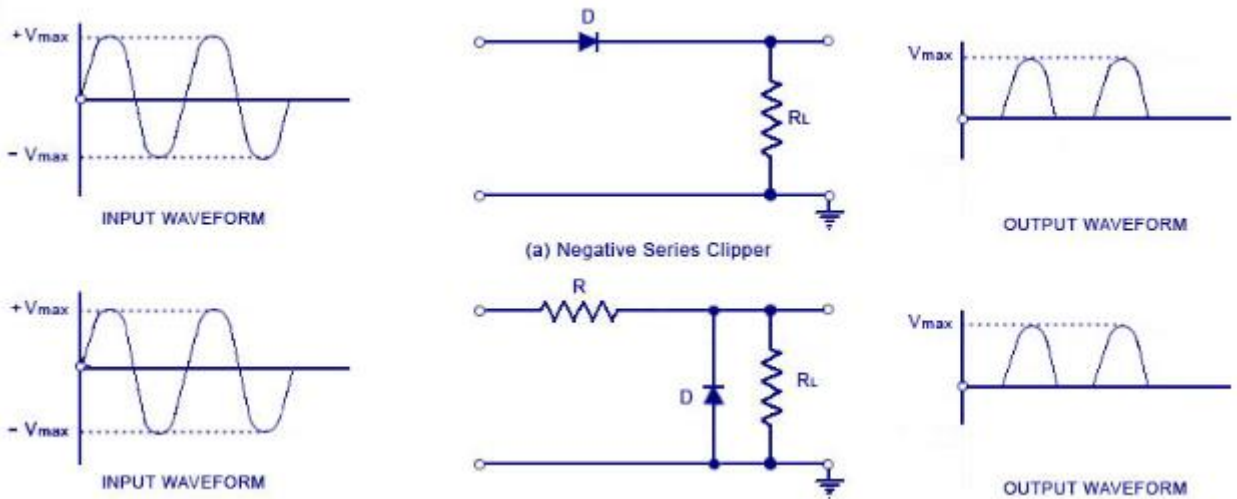 + Vmax
- Vmax
INPUT WAVEFORM
D
RL
(a) Negative Series Clipper
Vmax
OUTPUT WAVEFORM
+ Vmax
- Vmax
INPUT WAVEFORM
R
D
RL
Vmax
OUTPUT WAVEFORM